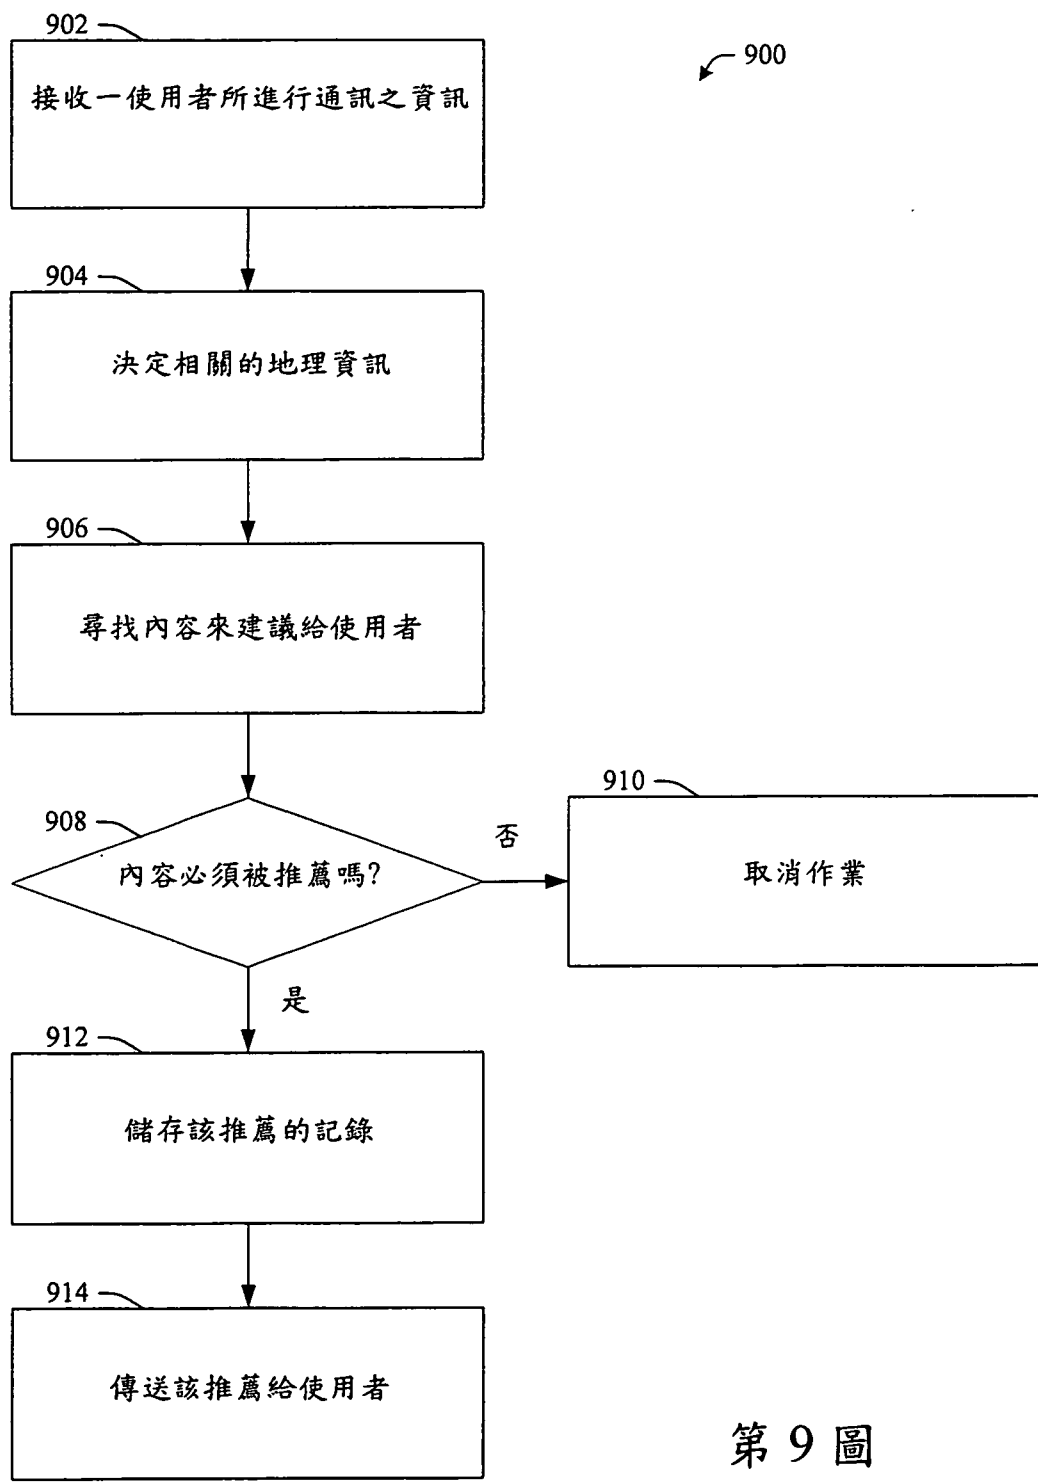 902
900
接收一使用者所進行通訊之資訊
904
決定相關的地理資訊
906
尋找內容來建議給使用者
908
內容必須被推薦嗎?
否
910
取消作業
是
912
儲存該推薦的記錄
914
傳送該推薦給使用者
第9圖